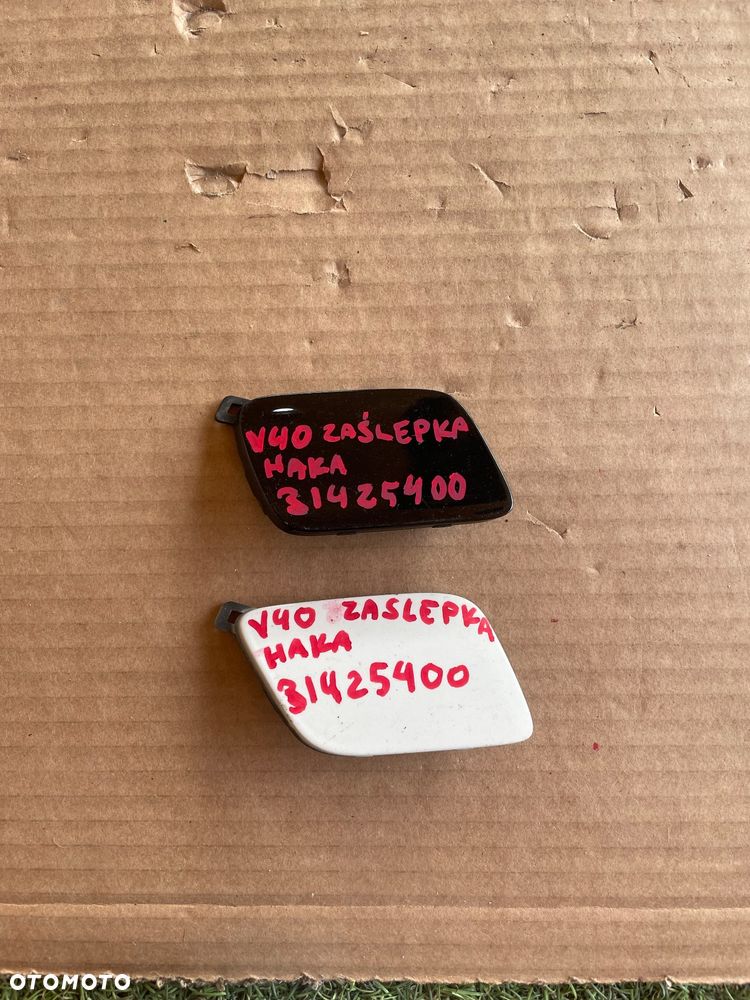 V40 ZAŚLEPKA
HAKA
31425400
V40 ZASLEPKA
HAKA
31425400
OTOMOTO